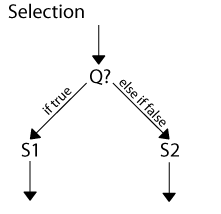 Selection
Q?
if true
else if false
S1
S2